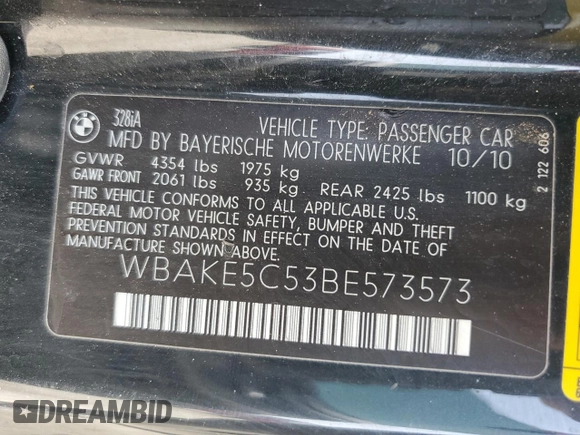 328iA
VEHICLE TYPE: PASSENGER CAR
MFD BY BAYERISCHE MOTORENWERKE 10/10
GVWR 4354 lbs 1975 kg
GAWR FRONT 2061 lbs 935 kg REAR 2425 lbs 1100 kg
THIS VEHICLE CONFORMS TO ALL APPLICABLE U.S.
FEDERAL MOTOR VEHICLE SAFETY, BUMPER AND THEFT
PREVENTION STANDARDS IN EFFECT ON THE DATE OF
MANUFACTURE SHOWN ABOVE.
WBAKE5C53BE573573
2 122 606
DREAMBID